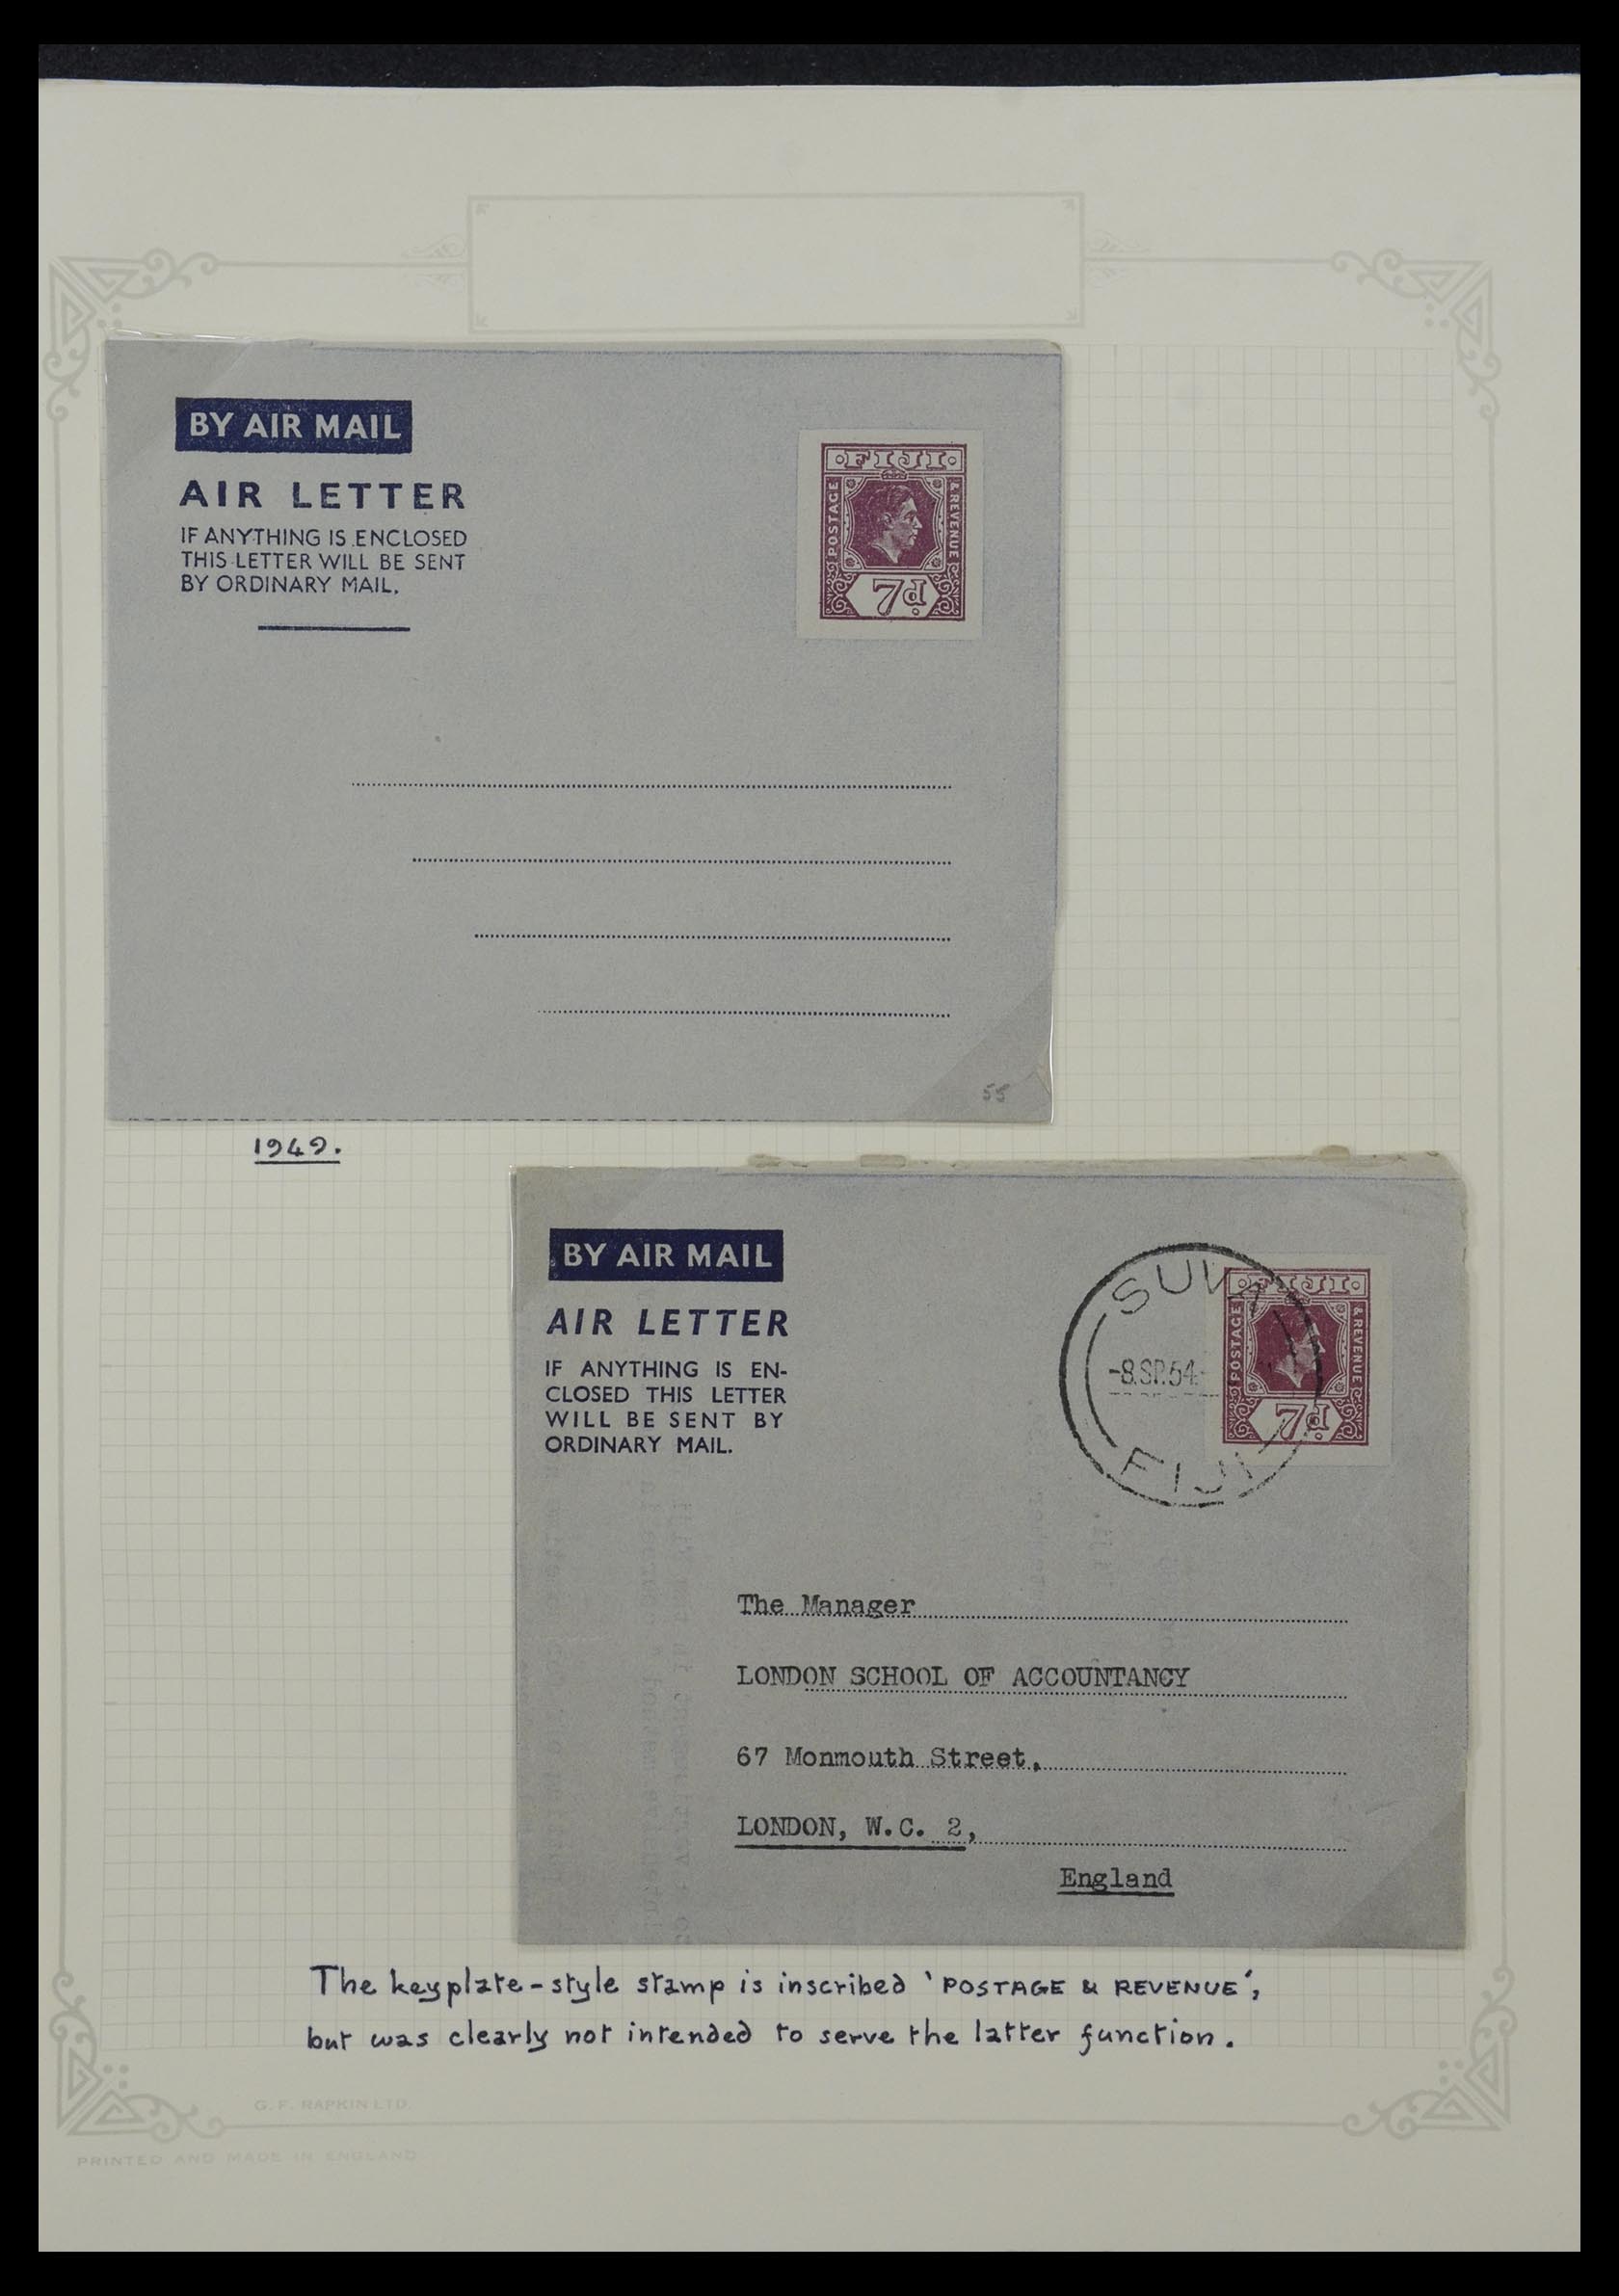 BY AIR MAIL
AIR LETTER
IF ANYTHING IS ENCLOSED
THIS LETTER WILL BE SENT
BY ORDINARY MAIL.
FIJI
POSTAGE
& REVENUE
7d
55
1949.
BY AIR MAIL
AIR LETTER
IF ANYTHING IS EN-
CLOSED THIS LETTER
WILL BE SENT BY
ORDINARY MAIL.
SUVA
-8.SP.54.
FIJI
FIJI
POSTAGE
& REVENUE
7d
The Manager
LONDON SCHOOL OF ACCOUNTANCY
67 Monmouth Street,
LONDON, W.C. 2,
England
The keyplate-style stamp is inscribed 'POSTAGE & REVENUE',
but was clearly not intended to serve the latter function.
G. F. RAPKIN LTD.
PRINTED AND MADE IN ENGLAND